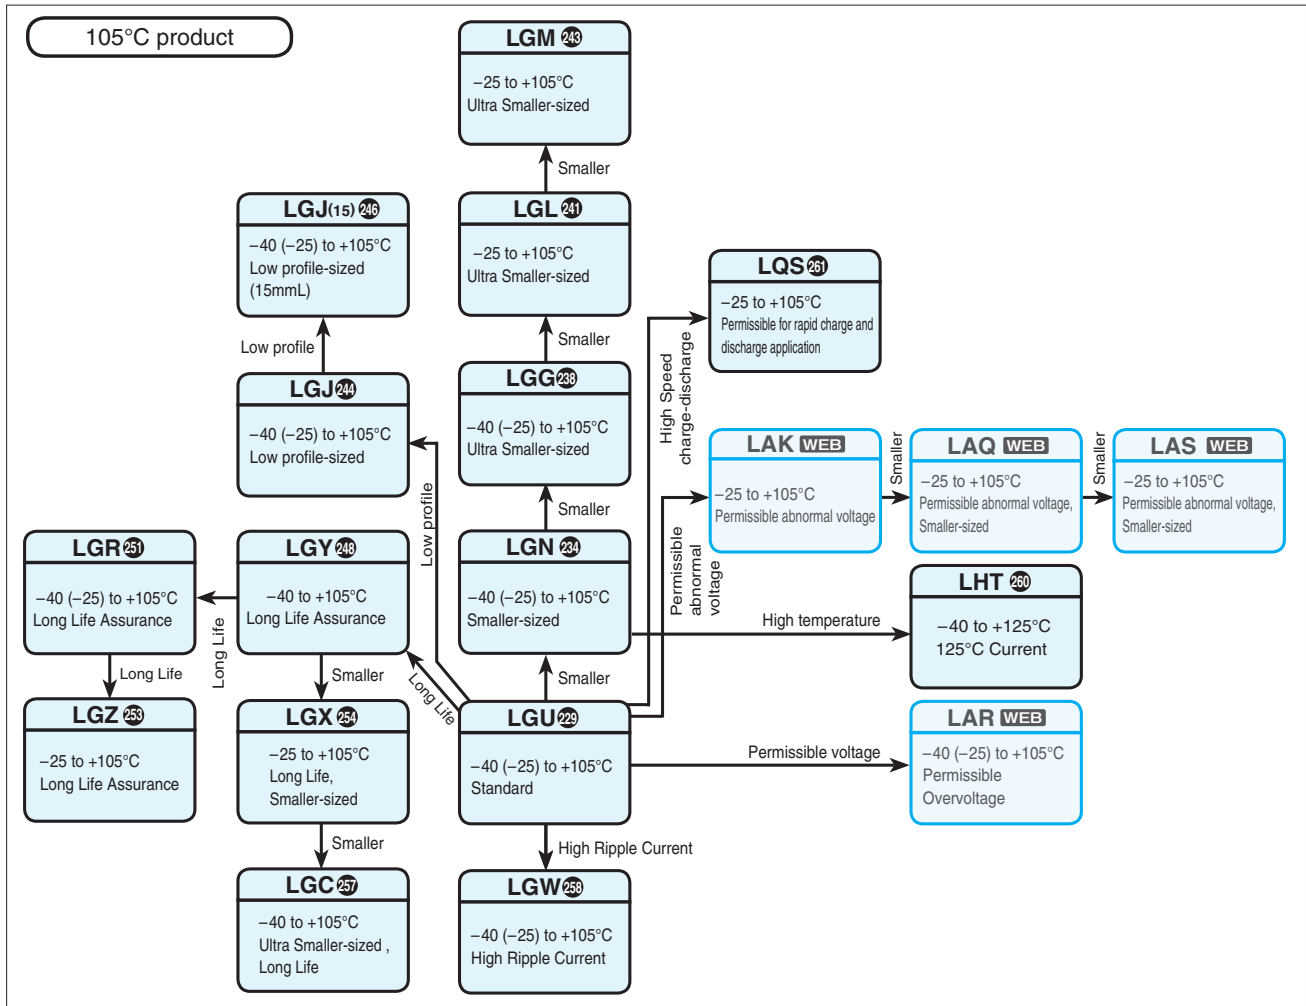 105°C product
LGM 243
−25 to +105°C
Ultra Smaller-sized
Smaller
LGJ(15) 246
−40 (−25) to +105°C
Low profile-sized
(15mmL)
LGL 241
−25 to +105°C
Ultra Smaller-sized
LQS 261
−25 to +105°C
Permissible for rapid charge and
discharge application
Low profile
Smaller
High Speed
charge-discharge
LGJ 244
−40 (−25) to +105°C
Low profile-sized
LGG 238
−40 (−25) to +105°C
Ultra Smaller-sized
LAK WEB
−25 to +105°C
Permissible abnormal voltage
Smaller
LAQ WEB
−25 to +105°C
Permissible abnormal voltage,
Smaller-sized
Smaller
LAS WEB
−25 to +105°C
Permissible abnormal voltage,
Smaller-sized
Smaller
Low profile
Permissible
abnormal
voltage
LGR 251
−40 (−25) to +105°C
Long Life Assurance
Long Life
LGY 248
−40 to +105°C
Long Life Assurance
LGN 234
−40 (−25) to +105°C
Smaller-sized
High temperature
LHT 260
−40 to +125°C
125°C Current
Long Life
Smaller
Long Life
Smaller
LGZ 253
−25 to +105°C
Long Life Assurance
LGX 254
−25 to +105°C
Long Life,
Smaller-sized
LGU 229
−40 (−25) to +105°C
Standard
Permissible voltage
LAR WEB
−40 (−25) to +105°C
Permissible
Overvoltage
Smaller
High Ripple Current
LGC 257
−40 to +105°C
Ultra Smaller-sized ,
Long Life
LGW 258
−40 (−25) to +105°C
High Ripple Current